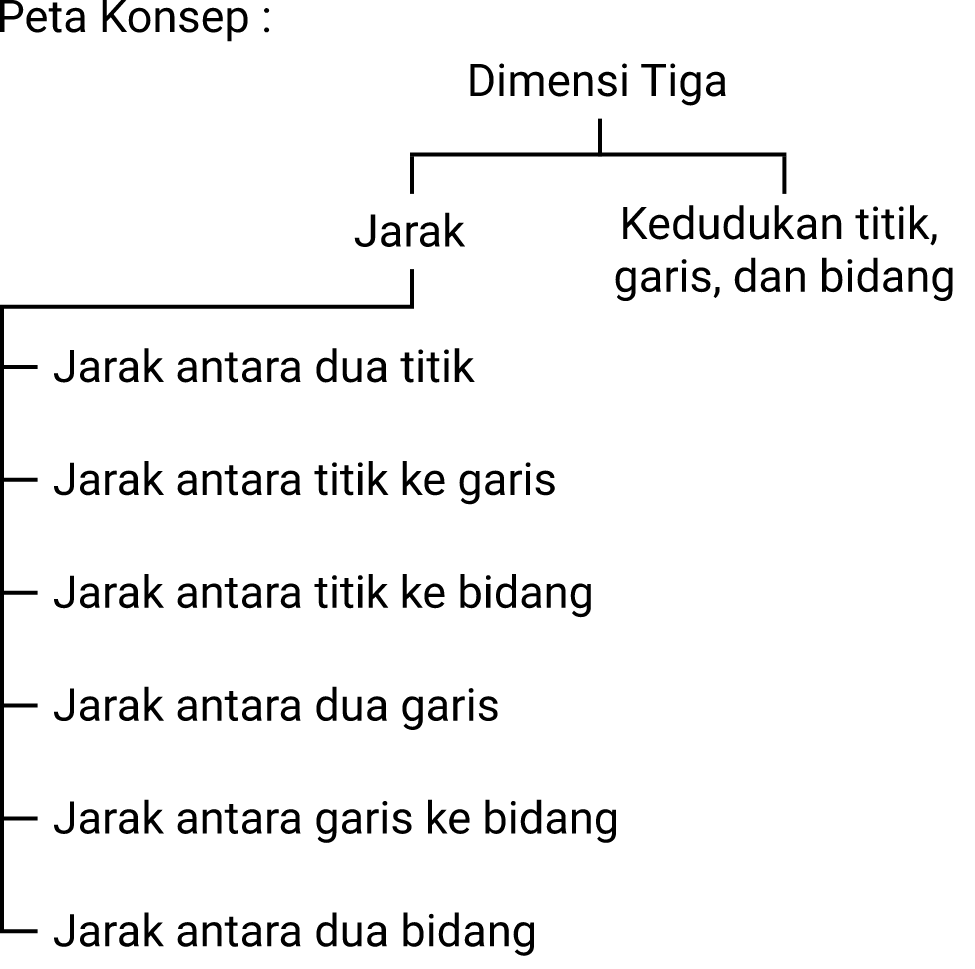 Peta Konsep :
Dimensi Tiga
Jarak
Kedudukan titik,
garis, dan bidang
Jarak antara dua titik
Jarak antara titik ke garis
Jarak antara titik ke bidang
Jarak antara dua garis
Jarak antara garis ke bidang
Jarak antara dua bidang